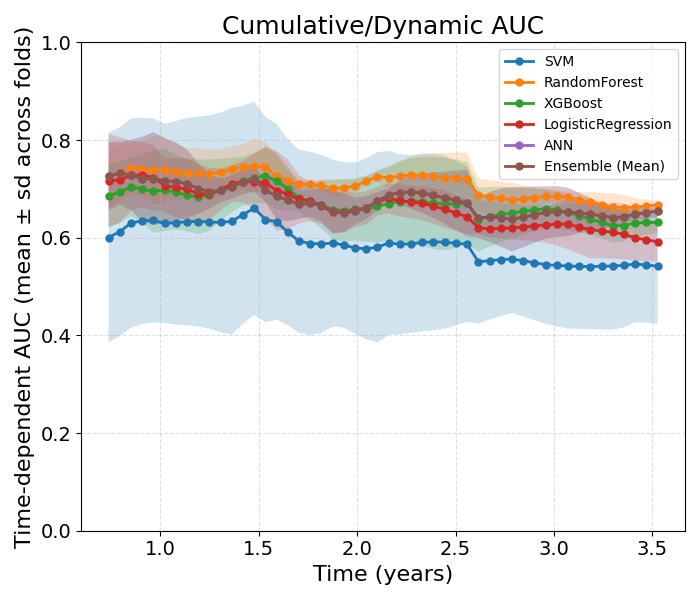 Cumulative/Dynamic AUC
Time-dependent AUC (mean ± sd across folds)
1.0
0.8
0.6
0.4
0.2
0.0
SVM
RandomForest
XGBoost
LogisticRegression
ANN
Ensemble (Mean)
1.0
1.5
2.0
2.5
3.0
3.5
Time (years)